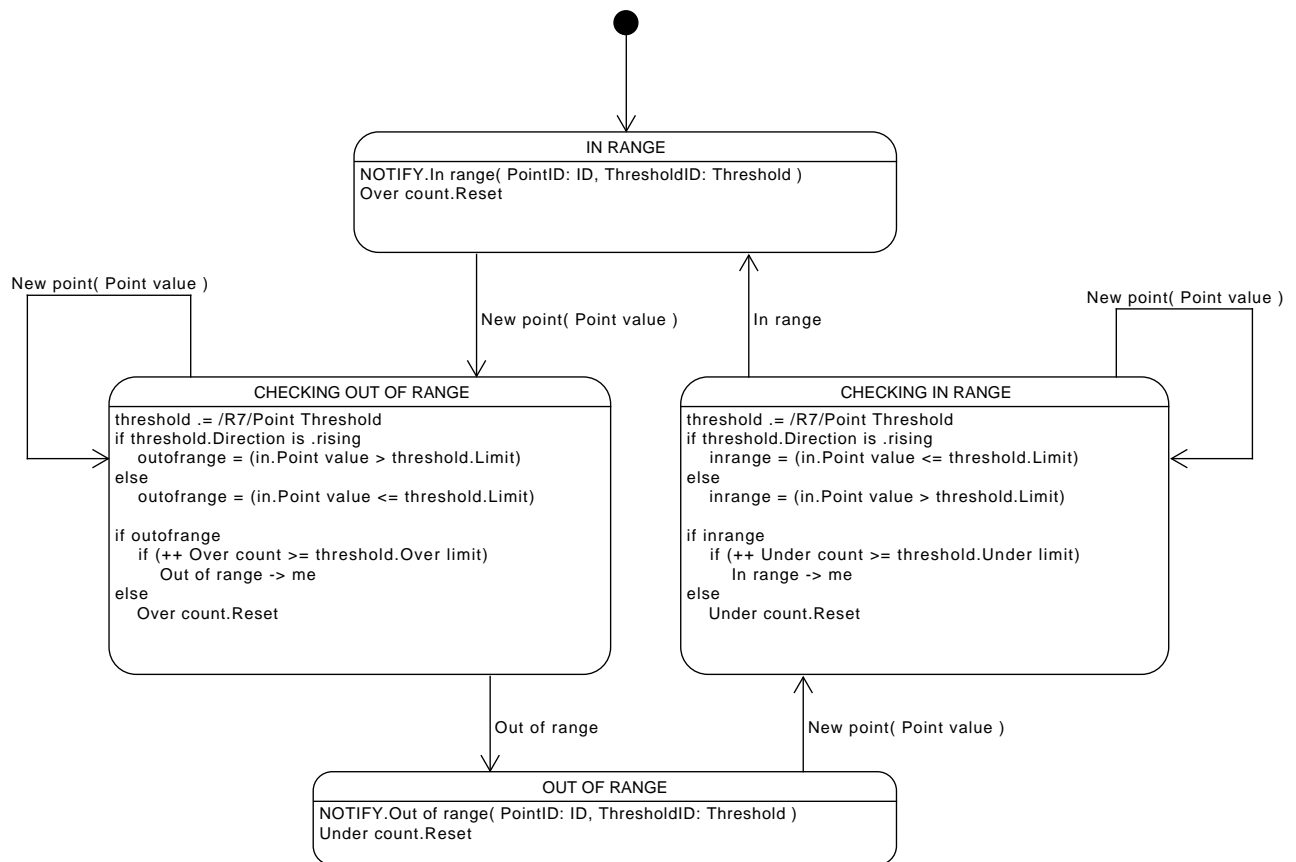 IN RANGE
NOTIFY.In range( PointID: ID, ThresholdID: Threshold )
Over count.Reset
New point( Point value )
New point( Point value )
In range
New point( Point value )
CHECKING OUT OF RANGE
threshold .= /R7/Point Threshold
if threshold.Direction is .rising
outofrange = (in.Point value > threshold.Limit)
else
outofrange = (in.Point value <= threshold.Limit)
if outofrange
if (++ Over count >= threshold.Over limit)
Out of range -> me
else
Over count.Reset
CHECKING IN RANGE
threshold .= /R7/Point Threshold
if threshold.Direction is .rising
inrange = (in.Point value <= threshold.Limit)
else
inrange = (in.Point value > threshold.Limit)
if inrange
if (++ Under count >= threshold.Under limit)
In range -> me
else
Under count.Reset
Out of range
New point( Point value )
OUT OF RANGE
NOTIFY.Out of range( PointID: ID, ThresholdID: Threshold )
Under count.Reset